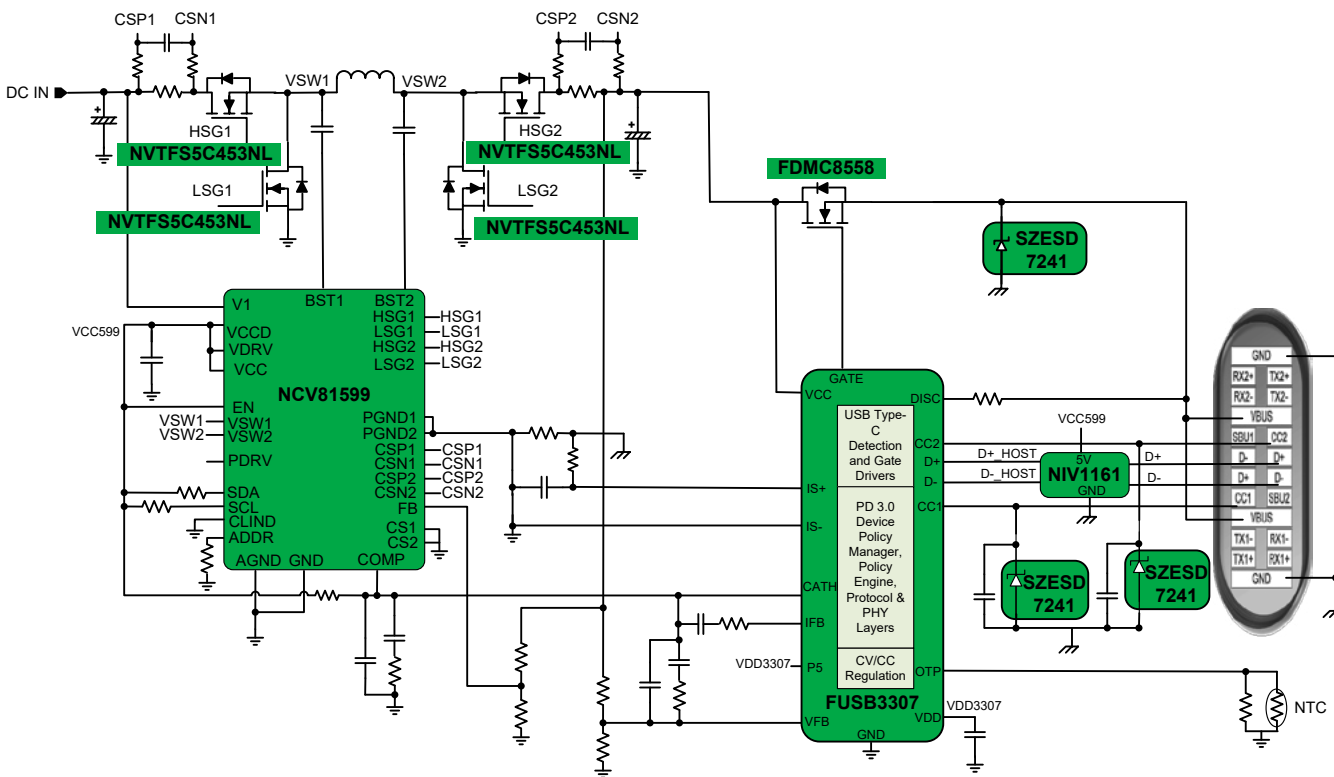 CSP1
CSN1
CSP2
CSN2
DC IN
VSW1
VSW2
+
+
HSG1
NVTFS5C453NL
HSG2
NVTFS5C453NL
LSG1
NVTFS5C453NL
LSG2
NVTFS5C453NL
FDMC8558
SZESD
7241
V1
BST1
BST2
VCC599
VCCD
VDRV
VCC
HSG1
HSG1
LSG1
LSG1
HSG2
HSG2
LSG2
LSG2
NCV81599
EN
VSW1
VSW1
VSW2
VSW2
PDRV
PGND1
PGND2
CSP1
CSP1
CSN1
CSN1
CSP2
CSP2
CSN2
CSN2
FB
SDA
SCL
CLIND
ADDR
CS1
CS2
AGND
GND
COMP
GATE
VCC
DISC
USB Type-
C
Detection
and Gate
Drivers
CC2
D+
D-
CC1
IS+
IS-
PD 3.0
Device
Policy
Manager,
Policy
Engine,
Protocol &
PHY
Layers
CATH
IFB
VDD3307
P5
CV/CC
Regulation
OTP
FUSB3307
VFB
VDD
VDD3307
GND
VCC599
D+_HOST
D-_HOST
5V
NIV1161
GND
D+
D-
SZESD
7241
SZESD
7241
GND
RX2+
TX2+
RX2-
TX2-
VBUS
SBU1
CC2
D-
D+
D+
D-
CC1
SBU2
VBUS
TX1-
RX1-
TX1+
RX1+
GND
NTC